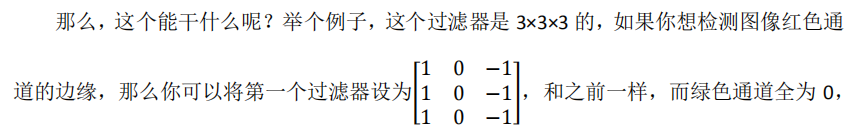 那么，这个能干什么呢？举个例子，这个过滤器是 3×3×3 的，如果你想检测图像红色通
道的边缘，那么你可以将第一个过滤器设为[1 0 −1
1 0 −1
1 0 −1]，和之前一样，而绿色通道全为 0，